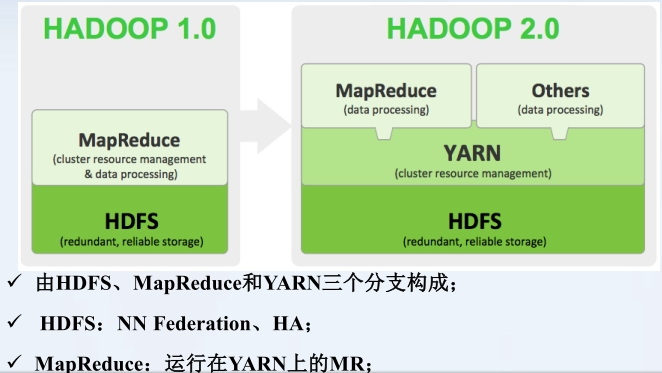 HADOOP 1.0
MapReduce
(cluster resource management
& data processing)
HDFS
(redundant, reliable storage)
HADOOP 2.0
MapReduce
(data processing)
Others
(data processing)
YARN
(cluster resource management)
HDFS
(redundant, reliable storage)
✓ 由HDFS、MapReduce和YARN三个分支构成；
✓ HDFS：NN Federation、HA；
✓ MapReduce：运行在YARN上的MR；